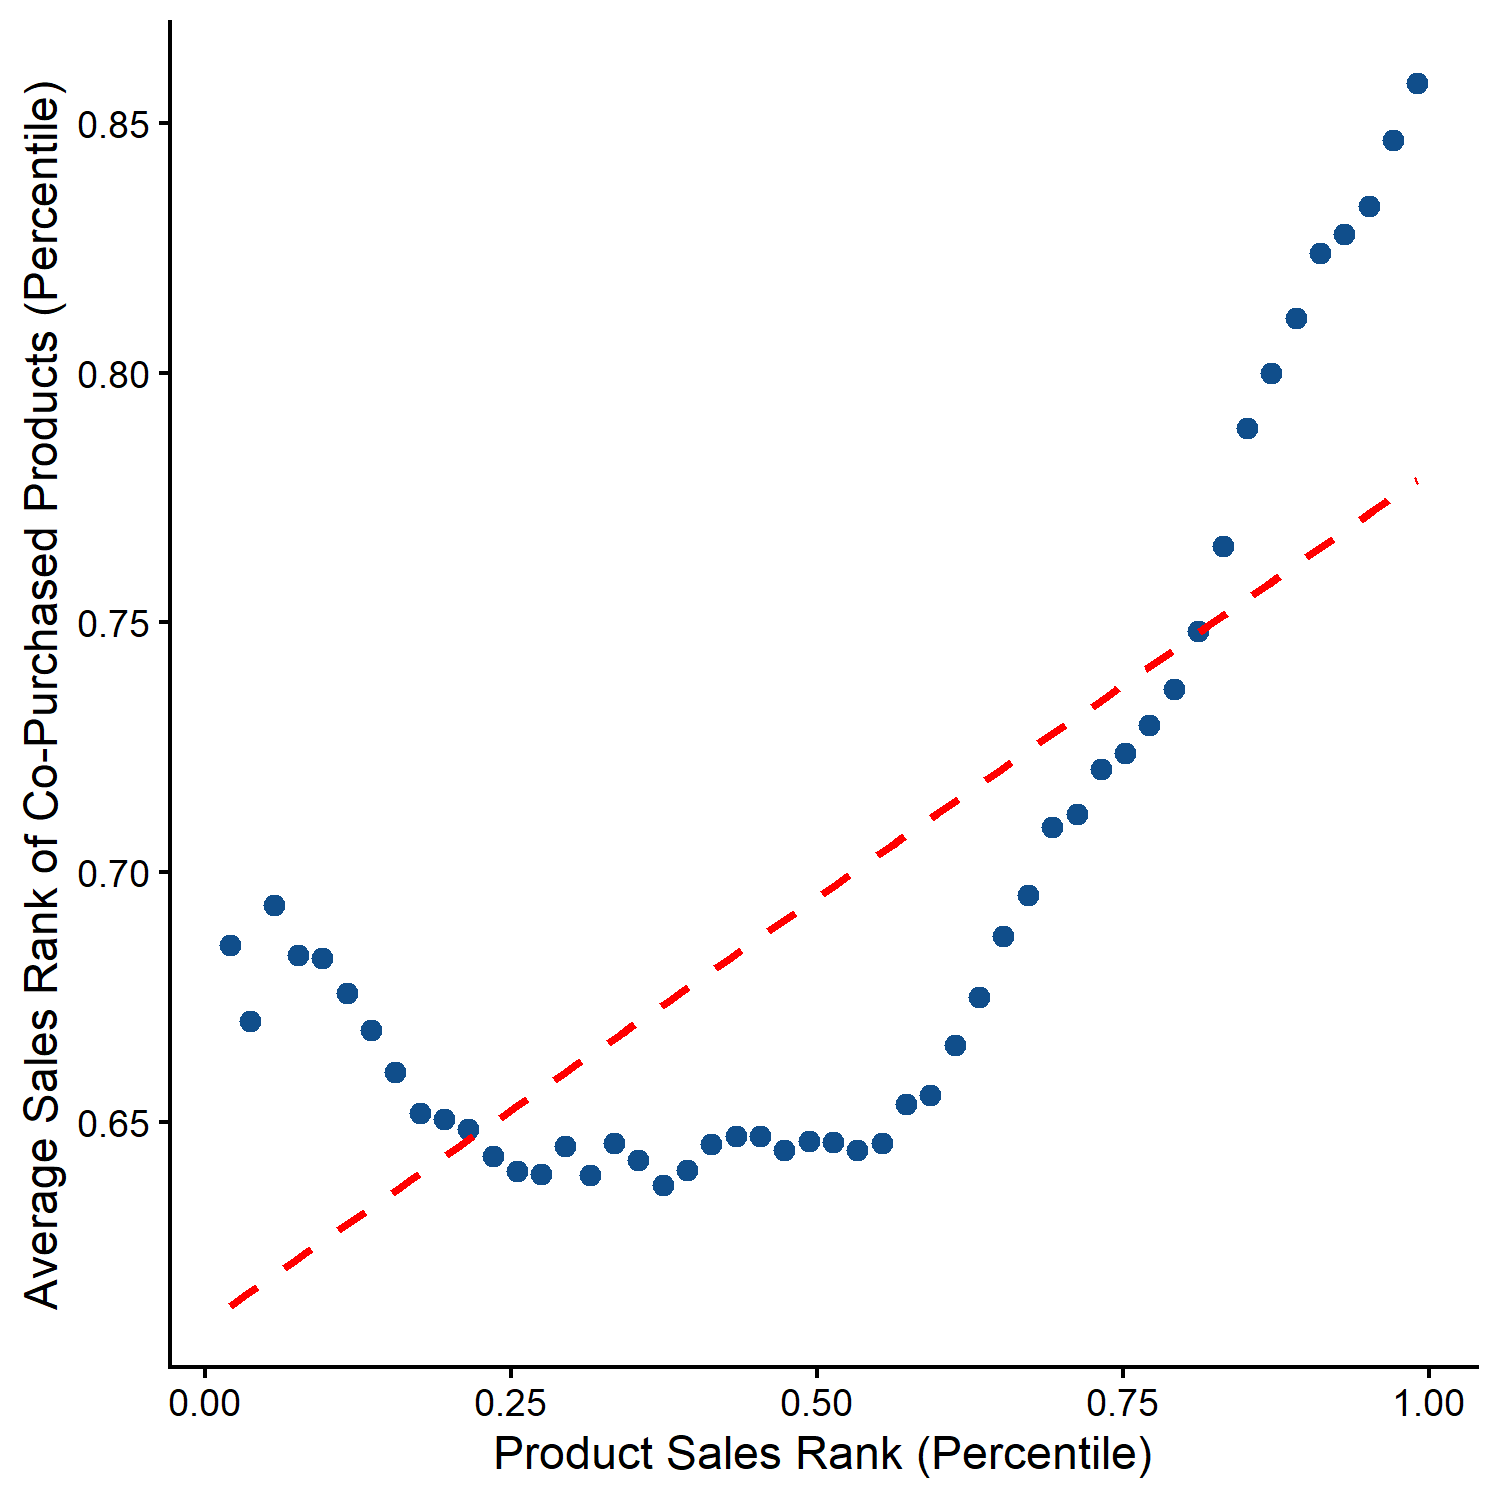 Average Sales Rank of Co-Purchased Products (Percentile)
0.85
0.80
0.75
0.70
0.65
0.00 0.25 0.50 0.75 1.00
Product Sales Rank (Percentile)